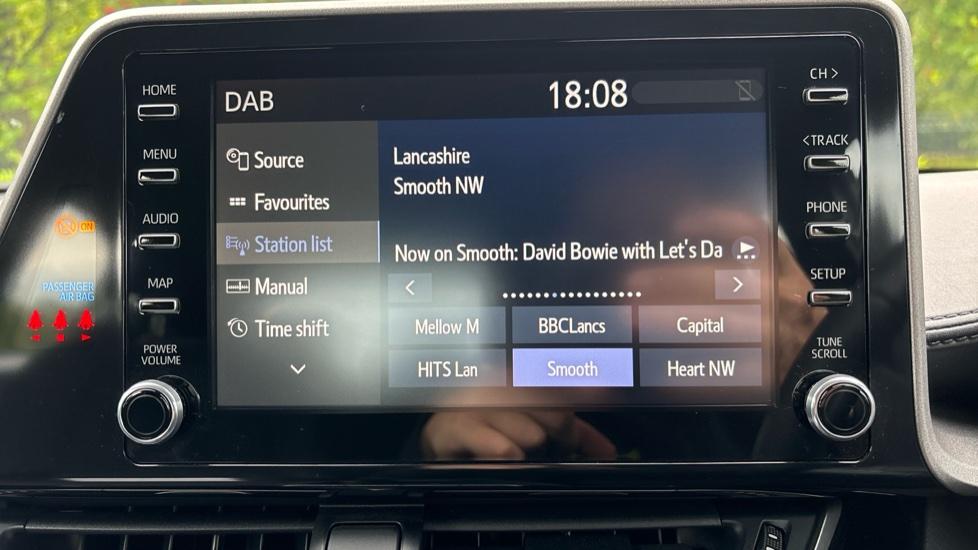 HOME
MENU
AUDIO
MAP
POWER
VOLUME
ON
PASSENGER
AIR BAG
DAB
18:08
Source
Favourites
Station list
Manual
Time shift
Lancashire
Smooth NW
Now on Smooth: David Bowie with Let's Da
Mellow M
BBCLancs
Capital
HITS Lan
Smooth
Heart NW
CH >
< TRACK
PHONE
SETUP
TUNE
SCROLL